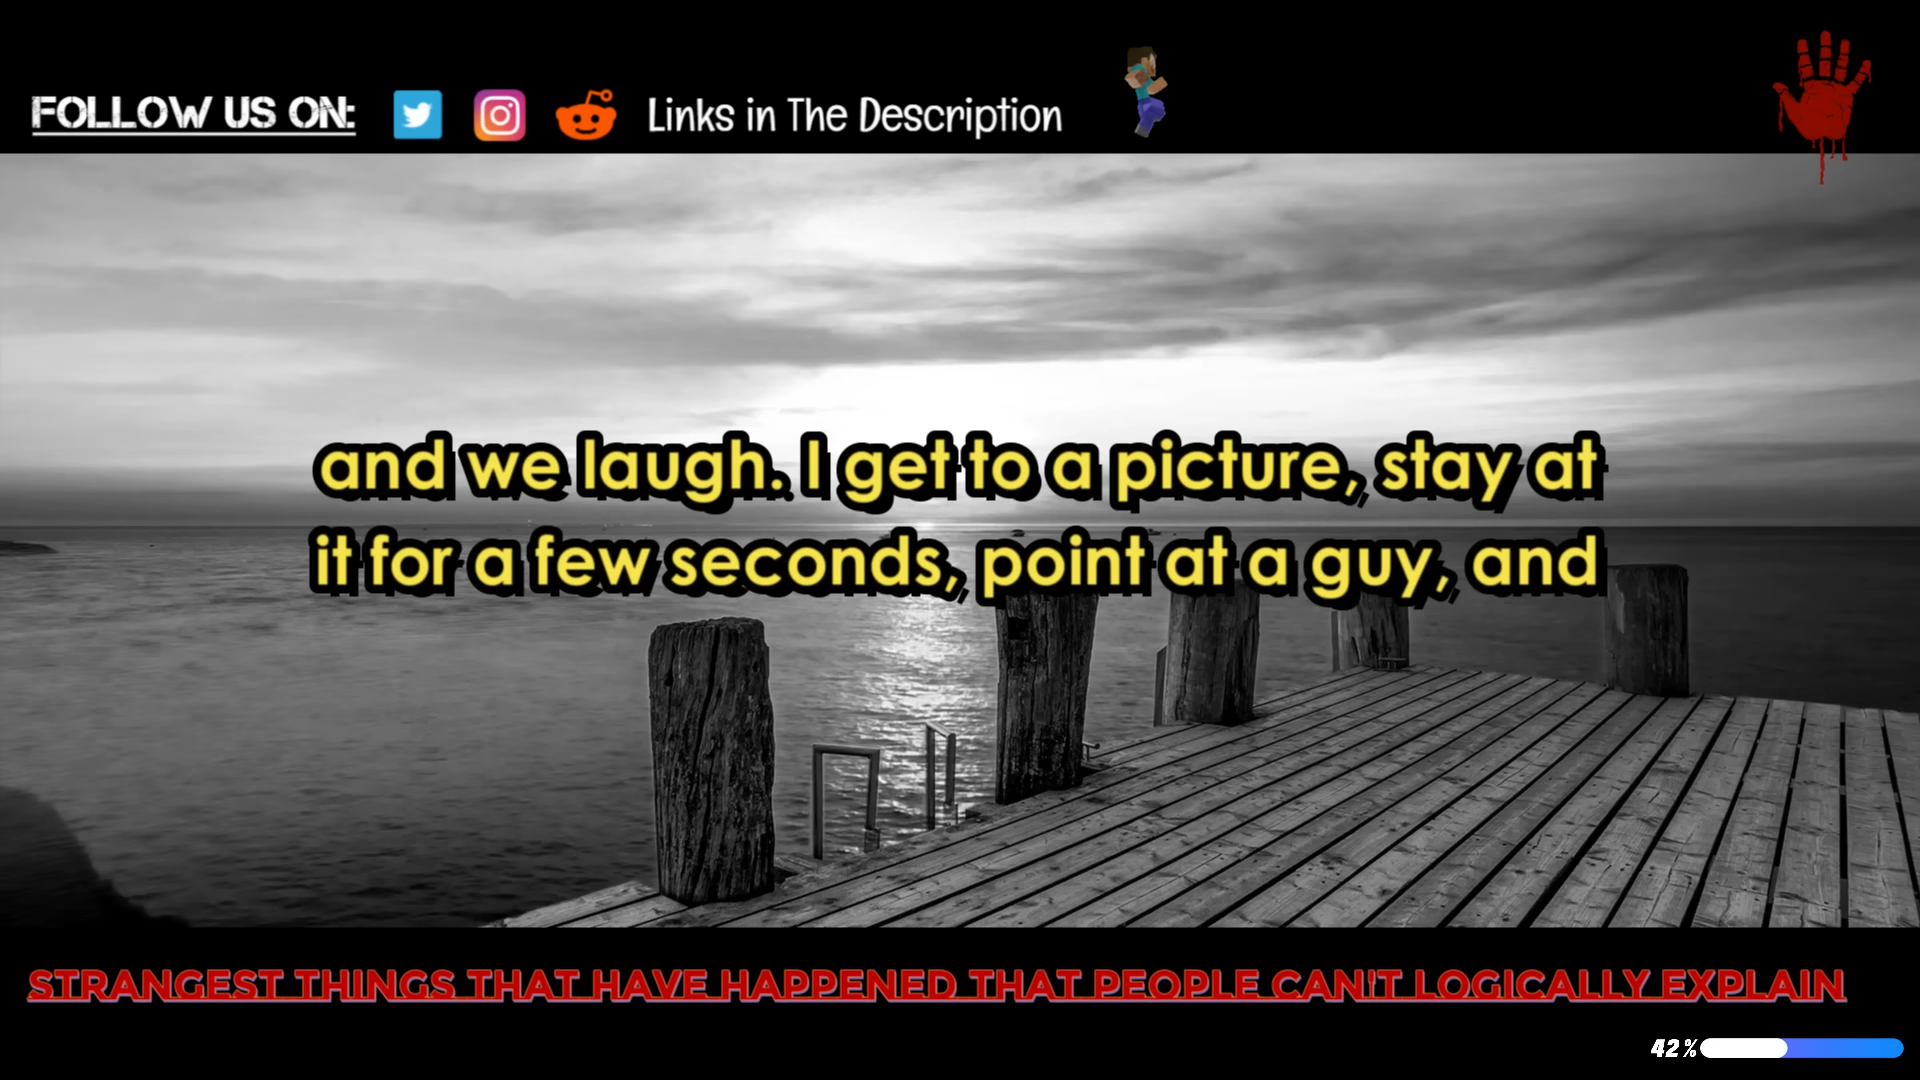 FOLLOW US ON: Links in The Description
and we laugh. I get to a picture, stay at
it for a few seconds, point at a guy, and
STRANGEST THINGS THAT HAVE HAPPENED THAT PEOPLE CAN'T LOGICALLY EXPLAIN
42%